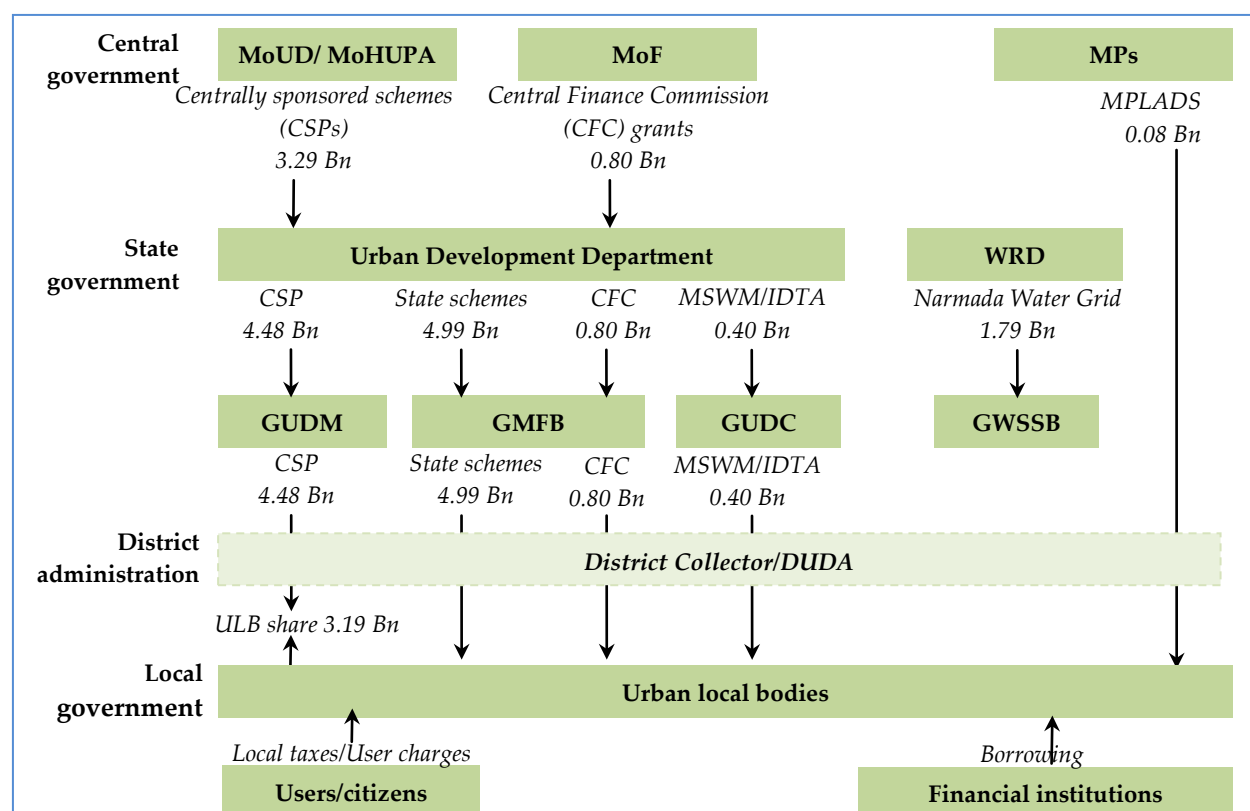 Central
government
MoUD/ MoHUPA
MoF
MPs
Centrally sponsored schemes
(CSPs)
3.29 Bn
Central Finance Commission
(CFC) grants
0.80 Bn
MPLADS
0.08 Bn
State
government
Urban Development Department
WRD
CSP
4.48 Bn
State schemes
4.99 Bn
CFC
0.80 Bn
MSWM/IDTA
0.40 Bn
Narmada Water Grid
1.79 Bn
GUDM
GMFB
GUDC
GWSSB
CSP
4.48 Bn
State schemes
4.99 Bn
CFC
0.80 Bn
MSWM/IDTA
0.40 Bn
District
administration
District Collector/DUDA
ULB share 3.19 Bn
Local
government
Urban local bodies
Local taxes/User charges
Borrowing
Users/citizens
Financial institutions